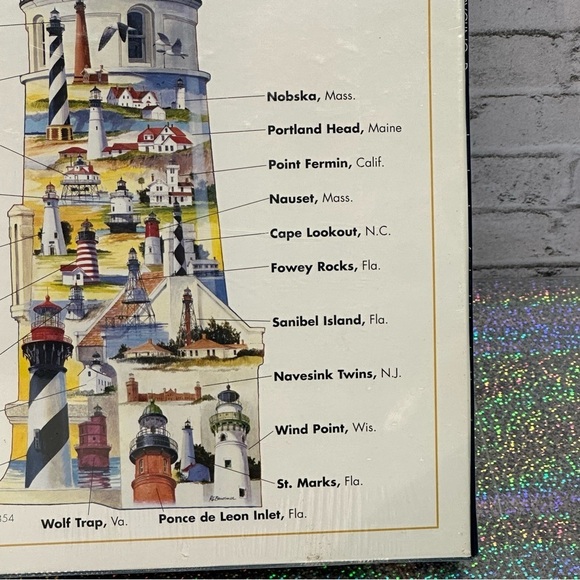 Nobska, Mass.
Portland Head, Maine
Point Fermin, Calif.
Nauset, Mass.
Cape Lookout, N.C.
Fowey Rocks, Fla.
Sanibel Island, Fla.
Navesink Twins, N.J.
Wind Point, Wis.
St. Marks, Fla.
354
Wolf Trap, Va.
Ponce de Leon Inlet, Fla.